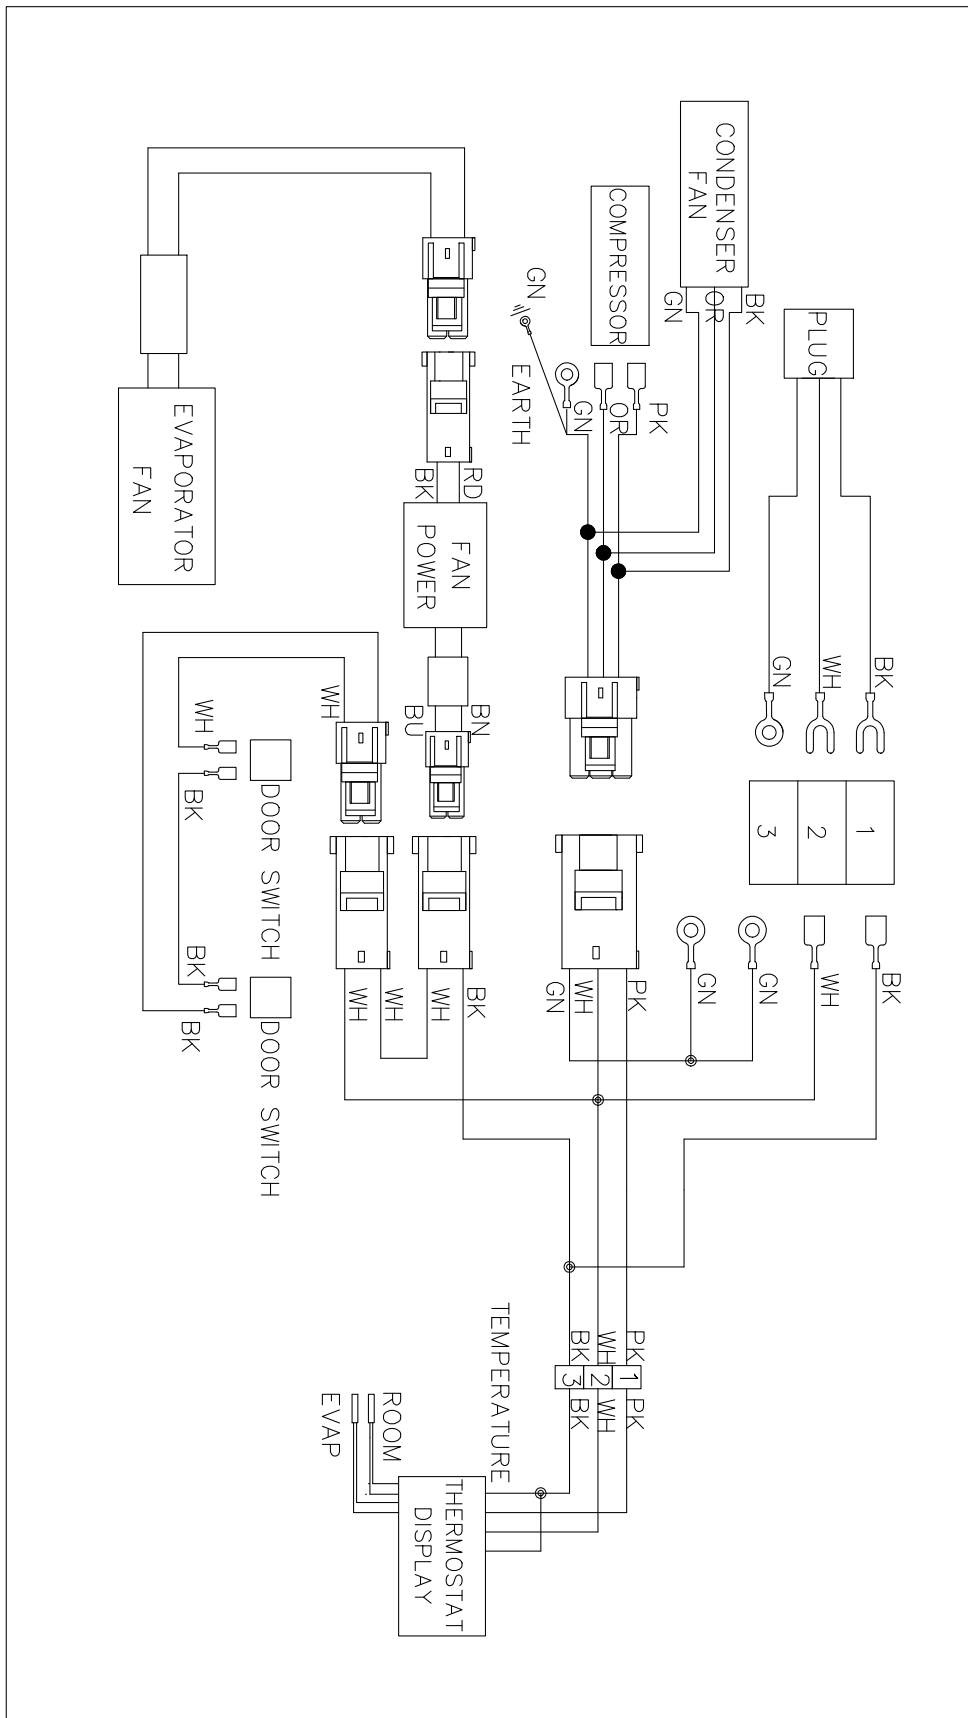 CONDENSER
FAN
BK
OR
GN
COMPRESSOR
PK
OR
GN
GN
EARTH
PLUG
BK
WH
GN
1
2
3
BK
WH
GN
GN
RD
BK
FAN
POWER
BN
BU
EVAPORATOR
FAN
WH
WH
BK
DOOR SWITCH
BK
BK
DOOR SWITCH
PK
WH
GN
BK
WH
WH
WH
PK
WH
BK
1
2
3
PK
WH
BK
TEMPERATURE
THERMOSTAT
DISPLAY
ROOM
EVAP